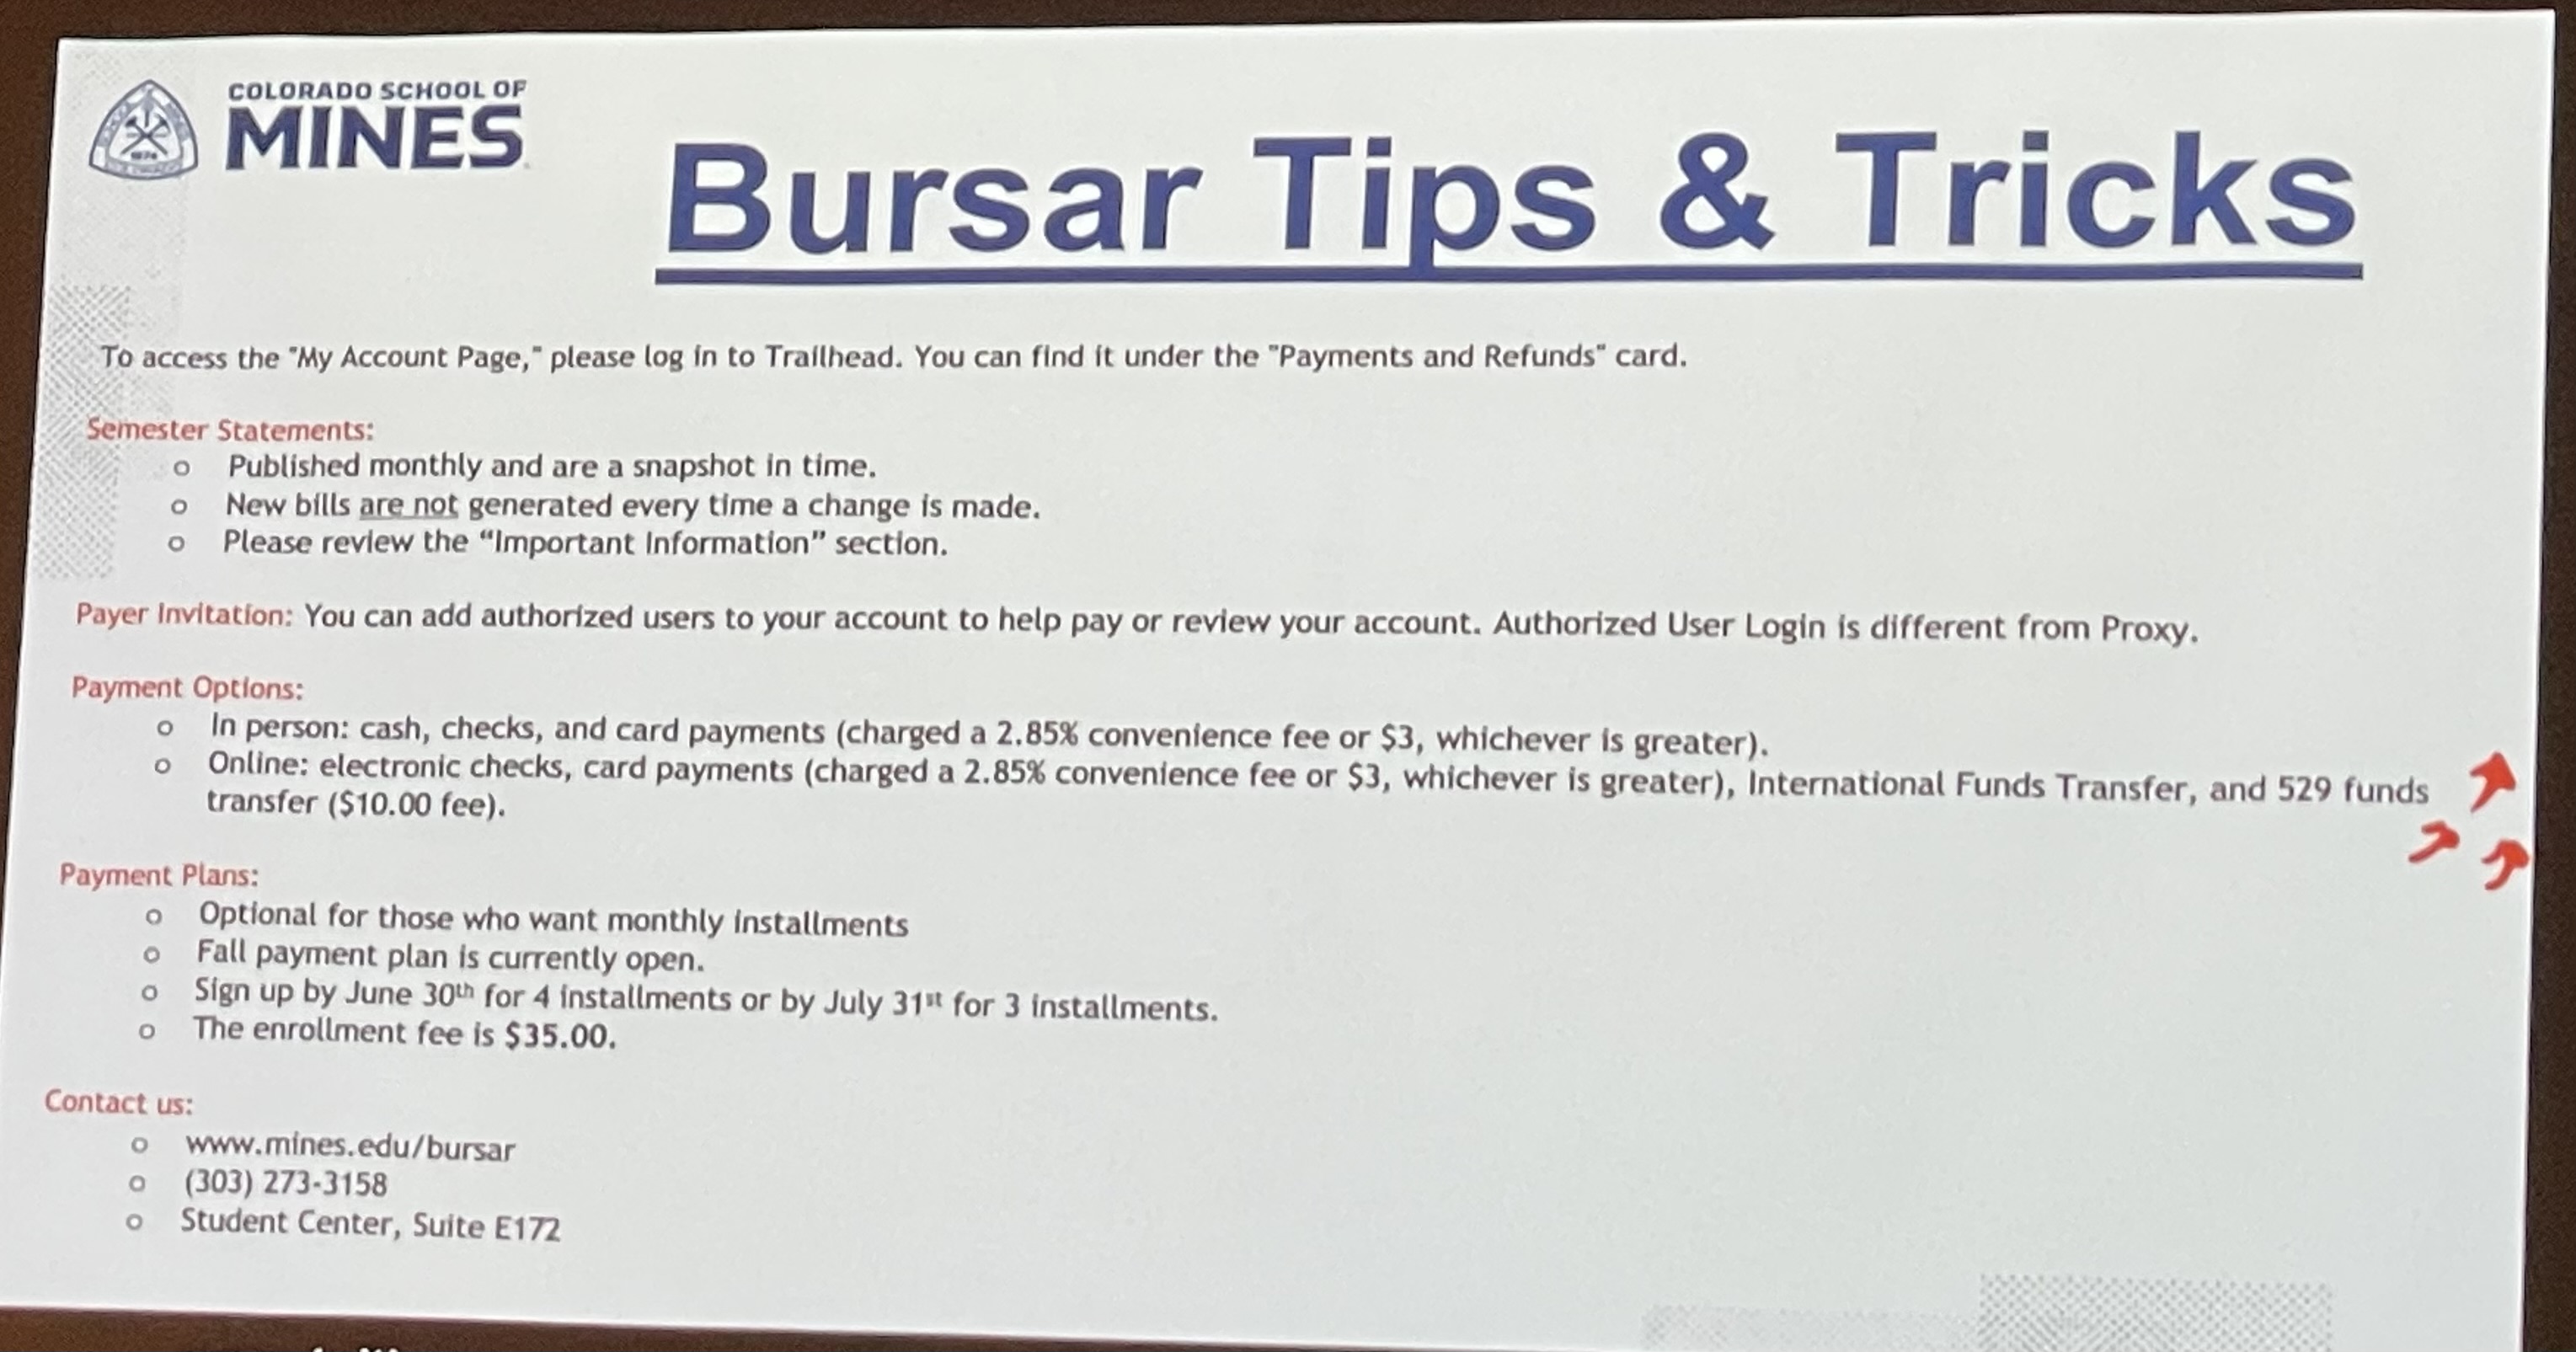 COLORADO SCHOOL OF
MINES
Bursar Tips & Tricks
To access the "My Account Page," please log in to Trailhead. You can find it under the "Payments and Refunds" card.
Semester Statements:
o Published monthly and are a snapshot in time.
o New bills are not generated every time a change is made.
o Please review the “Important Information” section.
Payer Invitation: You can add authorized users to your account to help pay or review your account. Authorized User Login is different from Proxy.
Payment Options:
o In person: cash, checks, and card payments (charged a 2.85% convenience fee or $3, whichever is greater).
o Online: electronic checks, card payments (charged a 2.85% convenience fee or $3, whichever is greater), International Funds Transfer, and 529 funds
transfer ($10.00 fee).
Payment Plans:
o Optional for those who want monthly installments
o Fall payment plan is currently open.
o Sign up by June 30th for 4 installments or by July 31st for 3 installments.
o The enrollment fee is $35.00.
Contact us:
o www.mines.edu/bursar
o (303) 273-3158
o Student Center, Suite E172